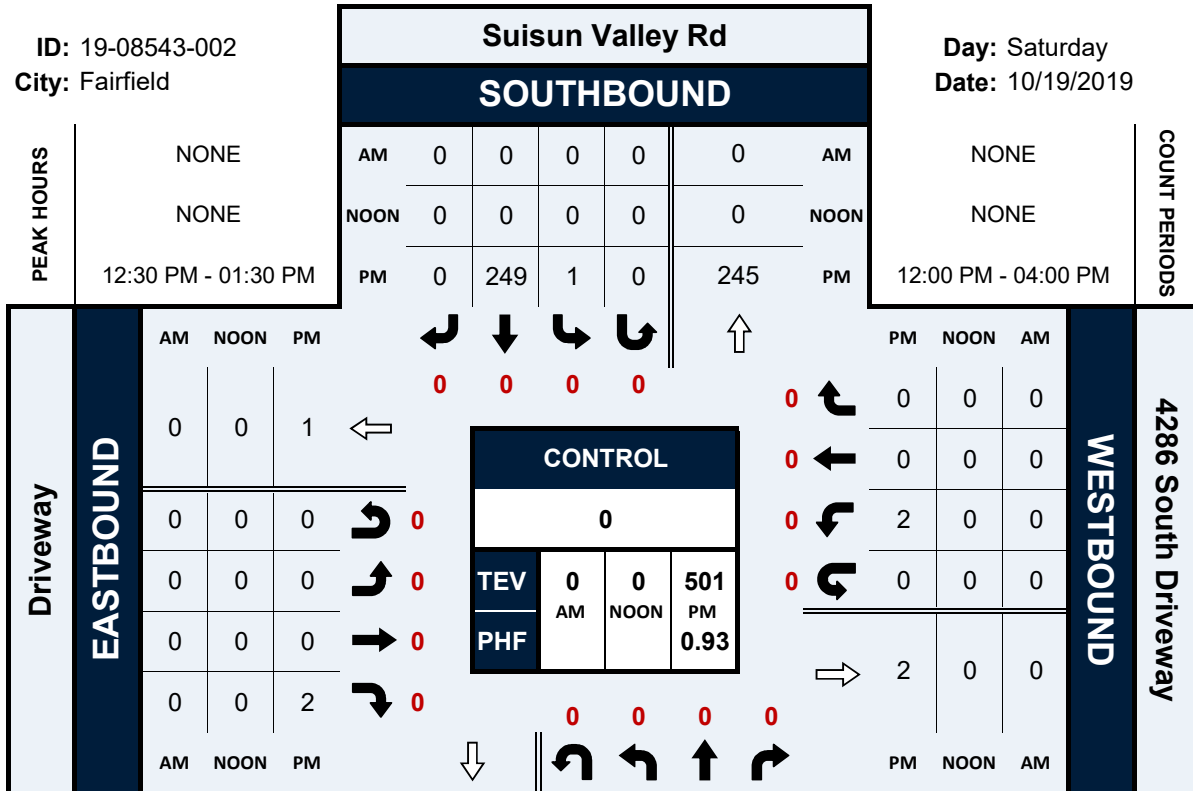 Suisun Valley Rd
ID: 19-08543-002
Day: Saturday
City: Fairfield
Date: 10/19/2019
SOUTHBOUND
PEAK HOURS
NONE
AM 0 0 0 0 0 AM
NONE
COUNT PERIODS
NONE
NOON 0 0 0 0 0 NOON
NONE
12:30 PM - 01:30 PM
PM 0 249 1 0 245 PM
12:00 PM - 04:00 PM
AM NOON PM
PM NOON AM
0 0 0 0
0 0 0 0
0 0 1
0 0 0 0
0 2 0 0
0 0 0 0
2 0 0
Driveway
EASTBOUND
0 0 0 0
0 0 0 0
0 0 0 0
0 0 2 0
CONTROL
0
TEV 0 0 501
AM NOON PM
PHF 0.93
WESTBOUND
4286 South Driveway
0 0 0 0
AM NOON PM
PM NOON AM